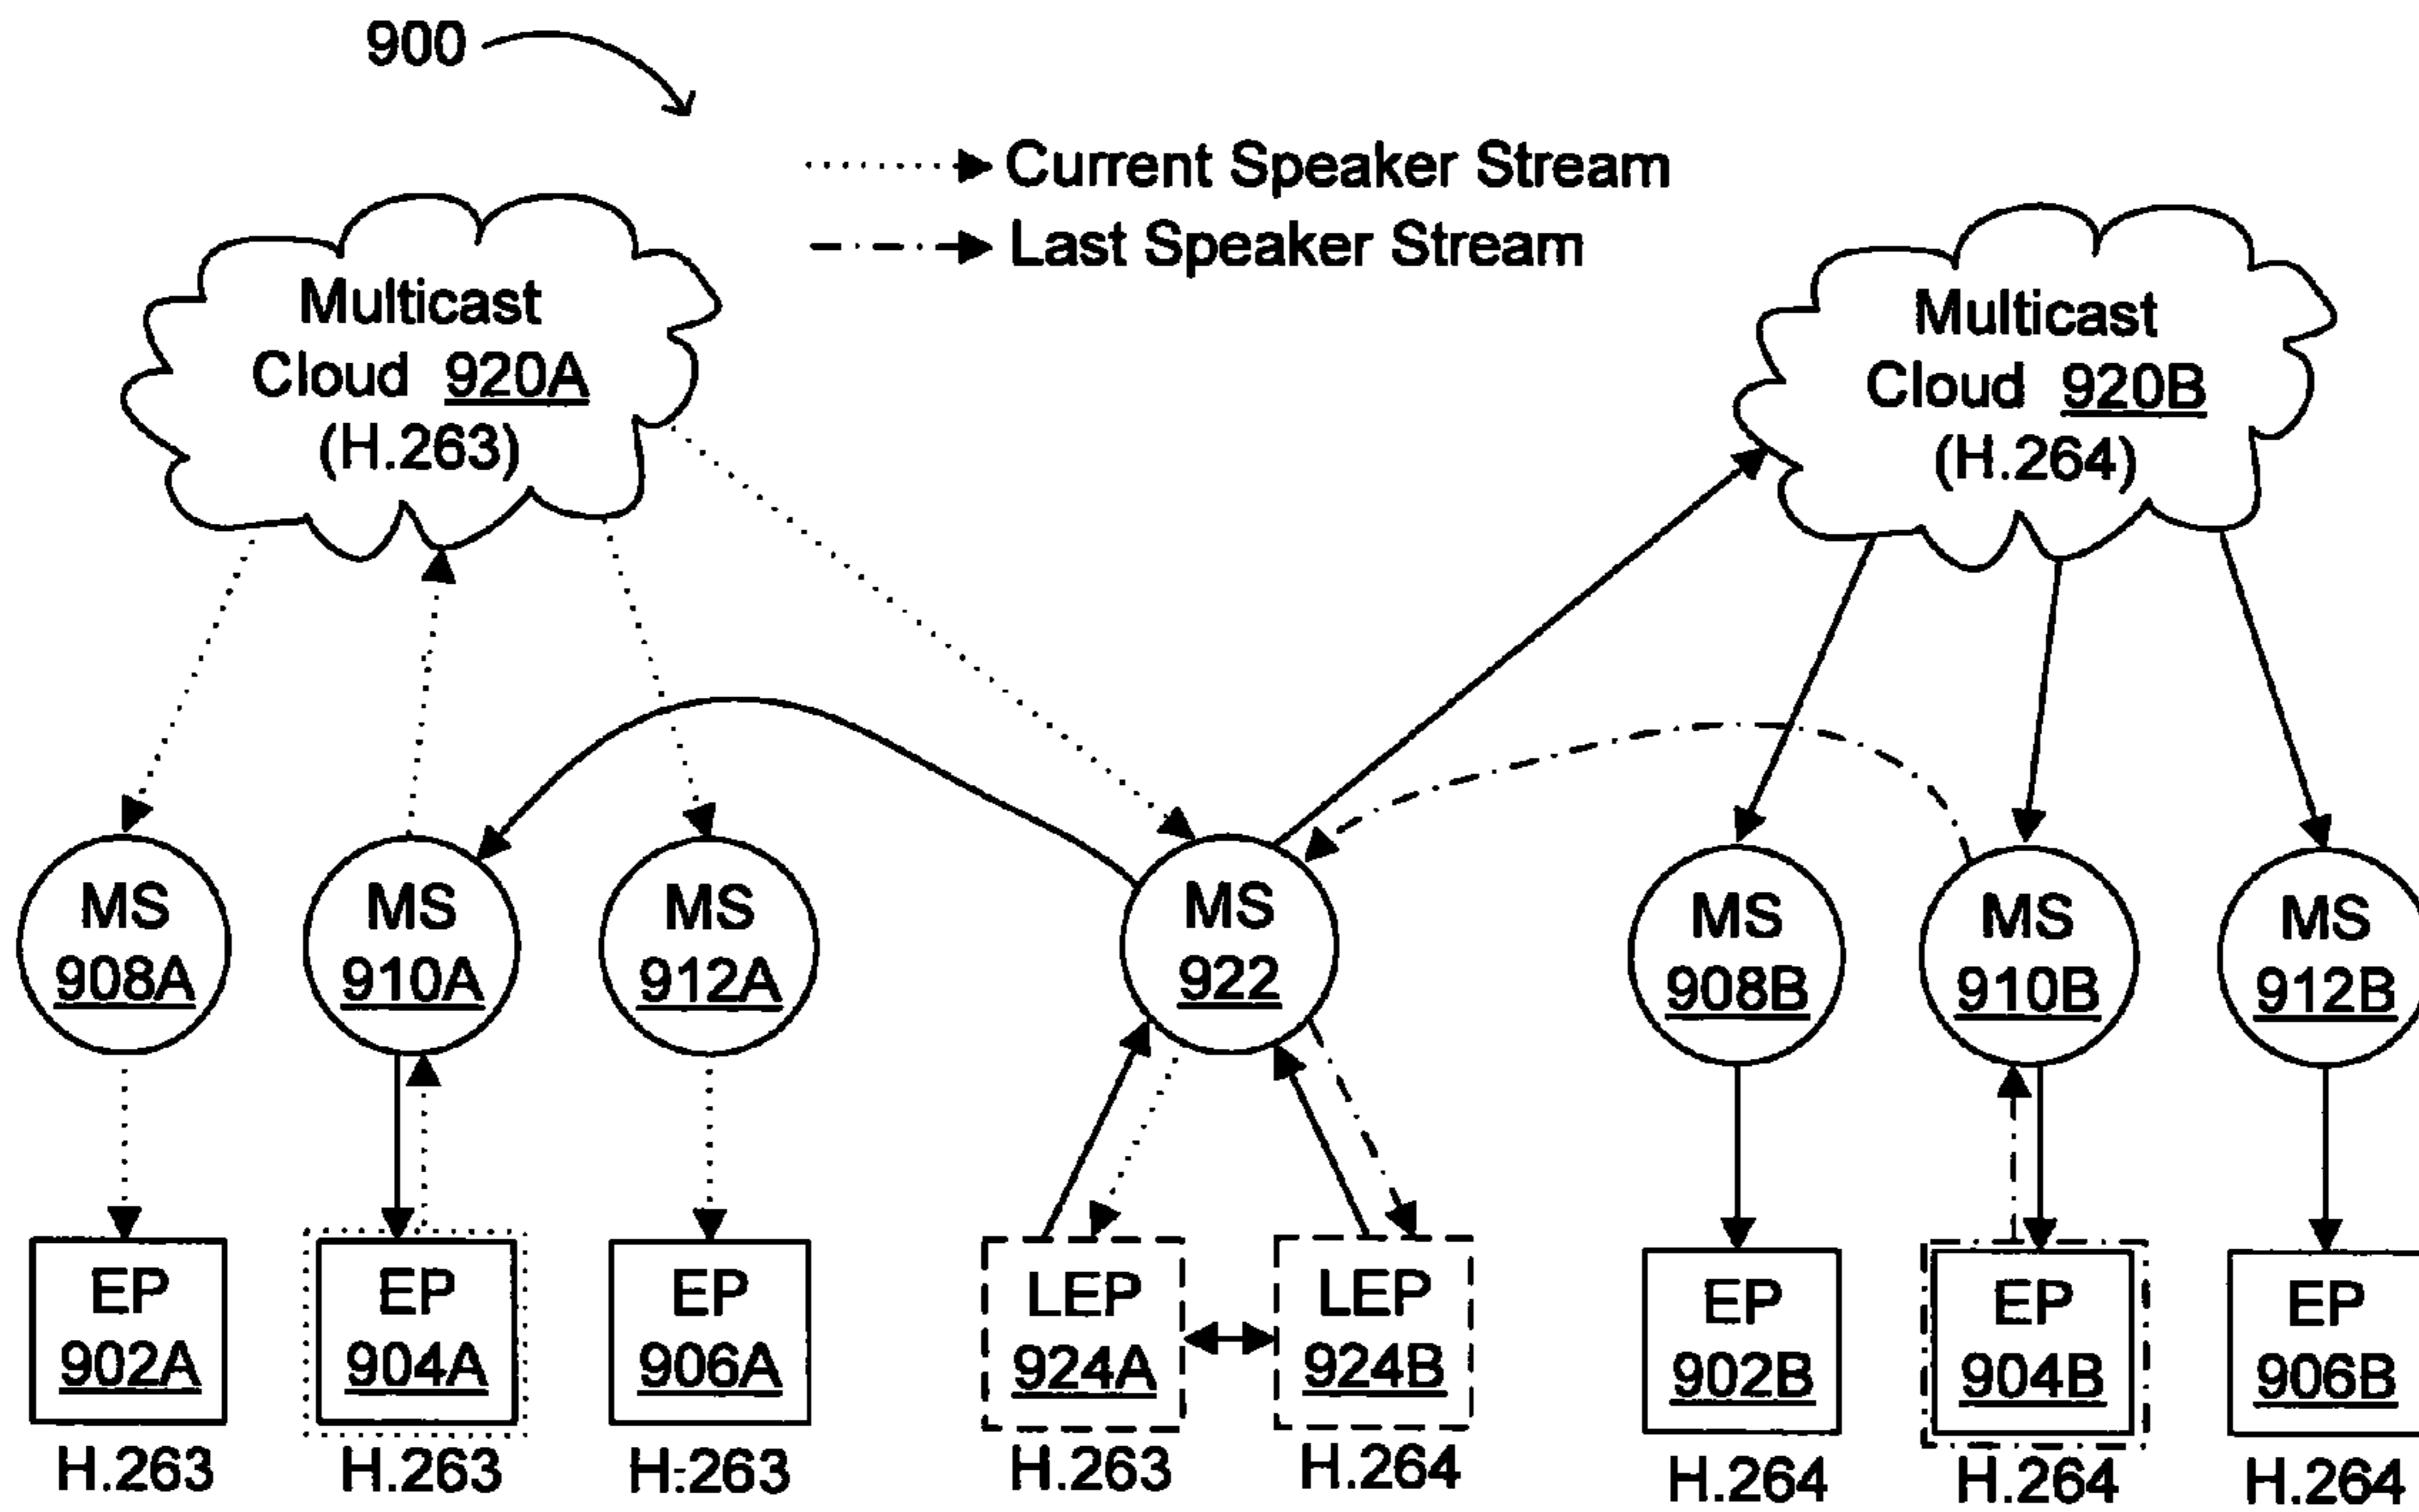 900
Current Speaker Stream
Last Speaker Stream
Multicast
Cloud 920A
(H.263)
Multicast
Cloud 920B
(H.264)
MS
908A
MS
910A
MS
912A
MS
922
MS
908B
MS
910B
MS
912B
EP
902A
EP
904A
EP
906A
LEP
924A
LEP
924B
EP
902B
EP
904B
EP
906B
H.263
H.263
H.263
H.263
H.264
H.264
H.264
H.264